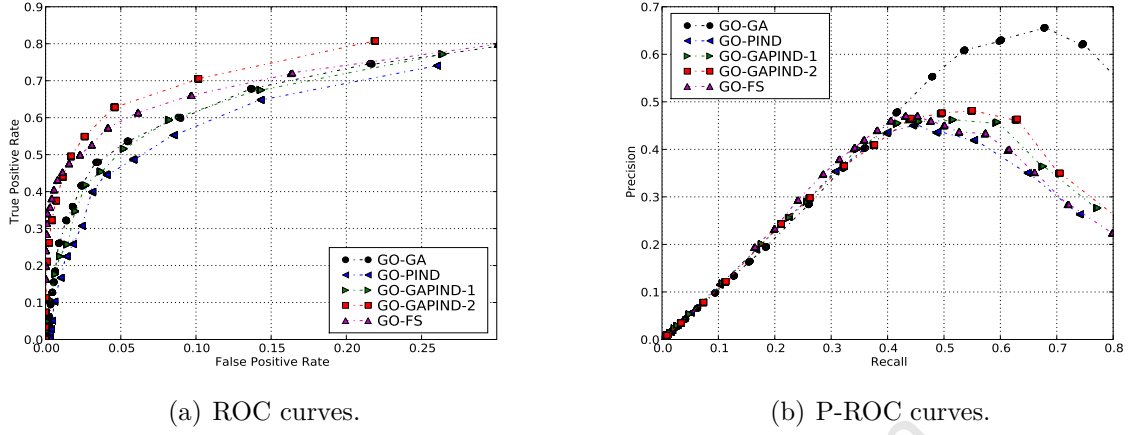 True Positive Rate
0.9
0.8
0.7
0.6
0.5
0.4
0.3
0.2
0.1
0.0
0.00
0.05
0.10
0.15
0.20
0.25
False Positive Rate
GO-GA
GO-PIND
GO-GAPIND-1
GO-GAPIND-2
GO-FS
(a) ROC curves.
Precision
0.7
0.6
0.5
0.4
0.3
0.2
0.1
0.0
0.0
0.1
0.2
0.3
0.4
0.5
0.6
0.7
0.8
Recall
GO-GA
GO-PIND
GO-GAPIND-1
GO-GAPIND-2
GO-FS
(b) P-ROC curves.